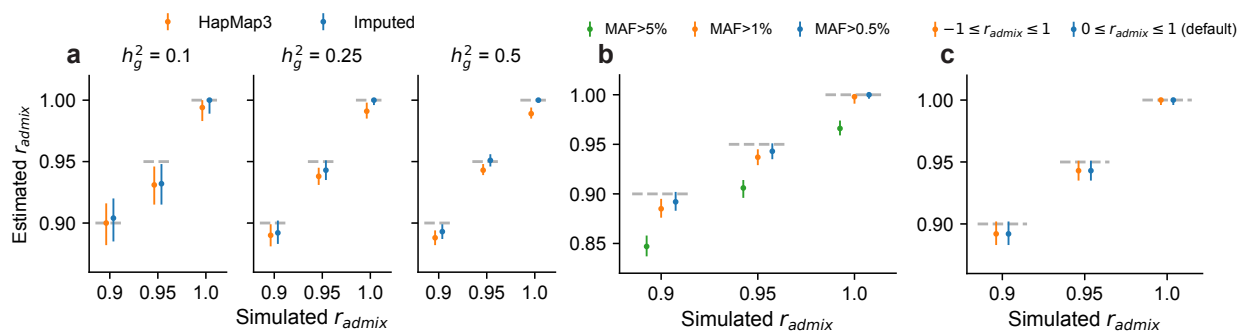 HapMap3 Imputed
MAF>5% MAF>1% MAF>0.5%
−1 ≤ r_admix ≤ 1 0 ≤ r_admix ≤ 1 (default)
a b c
h_g^2 = 0.1 h_g^2 = 0.25 h_g^2 = 0.5
Estimated r_admix
1.00
0.95
0.90
0.9 0.95 1.0
0.9 0.95 1.0
0.9 0.95 1.0
Simulated r_admix
1.00
0.95
0.90
0.85
0.9 0.95 1.0
Simulated r_admix
1.00
0.95
0.90
0.9 0.95 1.0
Simulated r_admix